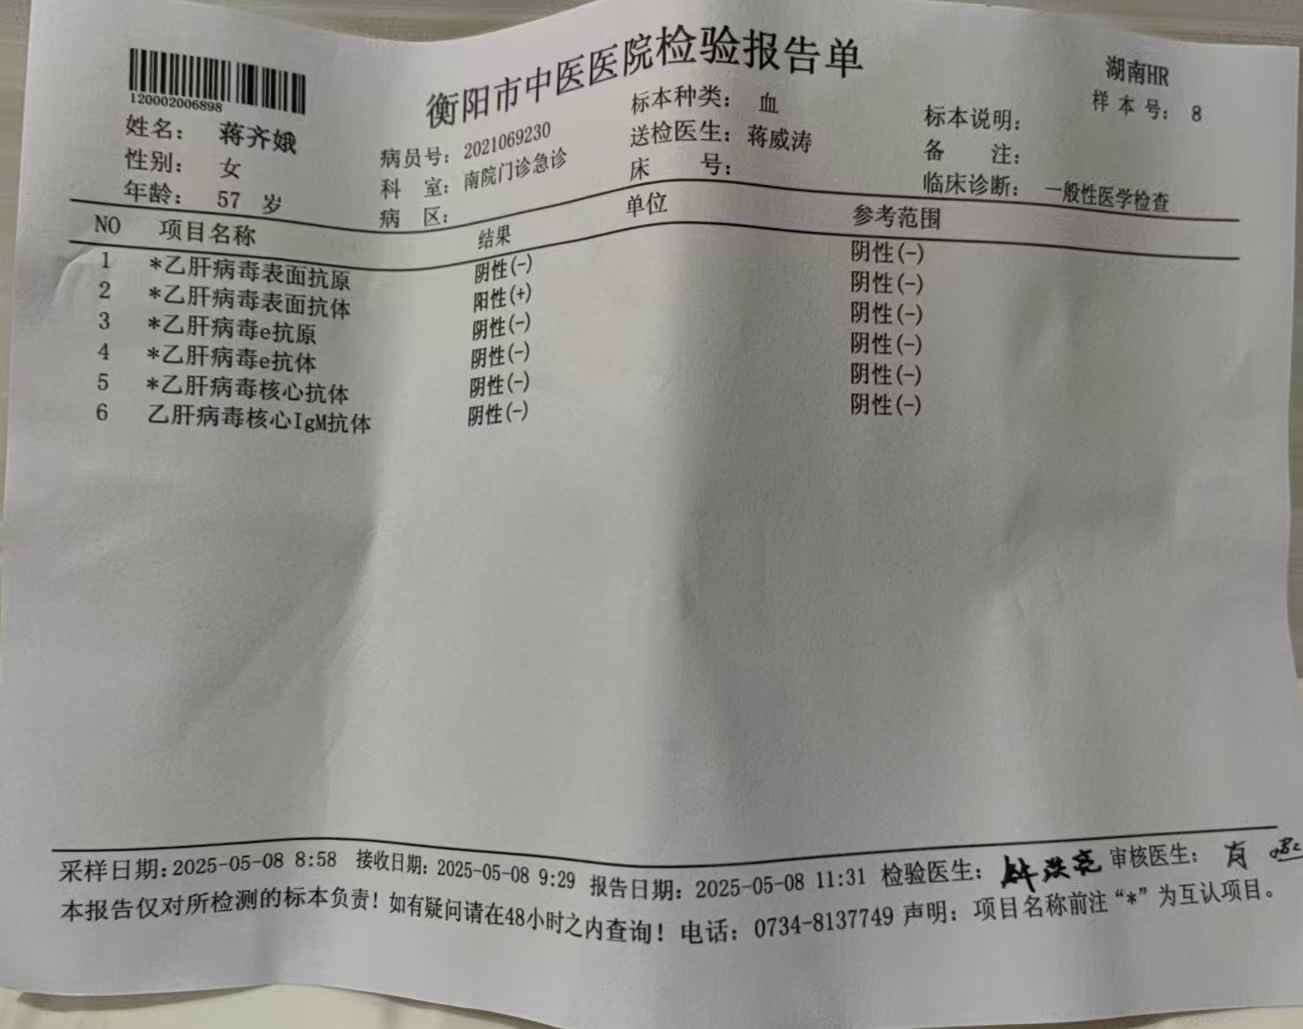 衡阳市中医医院检验报告单
湖南HR
120002006898
样 本 号： 8
姓名： 蒋齐娥
病员号： 2021069230
标本种类： 血
标本说明：
性别： 女
科 室： 南院门诊急诊
送检医生： 蒋威涛
备 注：
年龄： 57 岁
病 区：
床 号：
临床诊断： 一般性医学检查
NO 项目名称 结果 单位 参考范围
1 *乙肝病毒表面抗原 阴性(-) 阴性(-)
2 *乙肝病毒表面抗体 阳性(+) 阴性(-)
3 *乙肝病毒e抗原 阴性(-) 阴性(-)
4 *乙肝病毒e抗体 阴性(-) 阴性(-)
5 *乙肝病毒核心抗体 阴性(-) 阴性(-)
6 乙肝病毒核心IgM抗体 阴性(-) 阴性(-)
采样日期:2025-05-08 8:58 接收日期:2025-05-08 9:29 报告日期:2025-05-08 11:31 检验医生: 审核医生:
本报告仅对所检测的标本负责！如有疑问请在48小时之内查询！电话：0734-8137749 声明：项目名称前注“*”为互认项目。